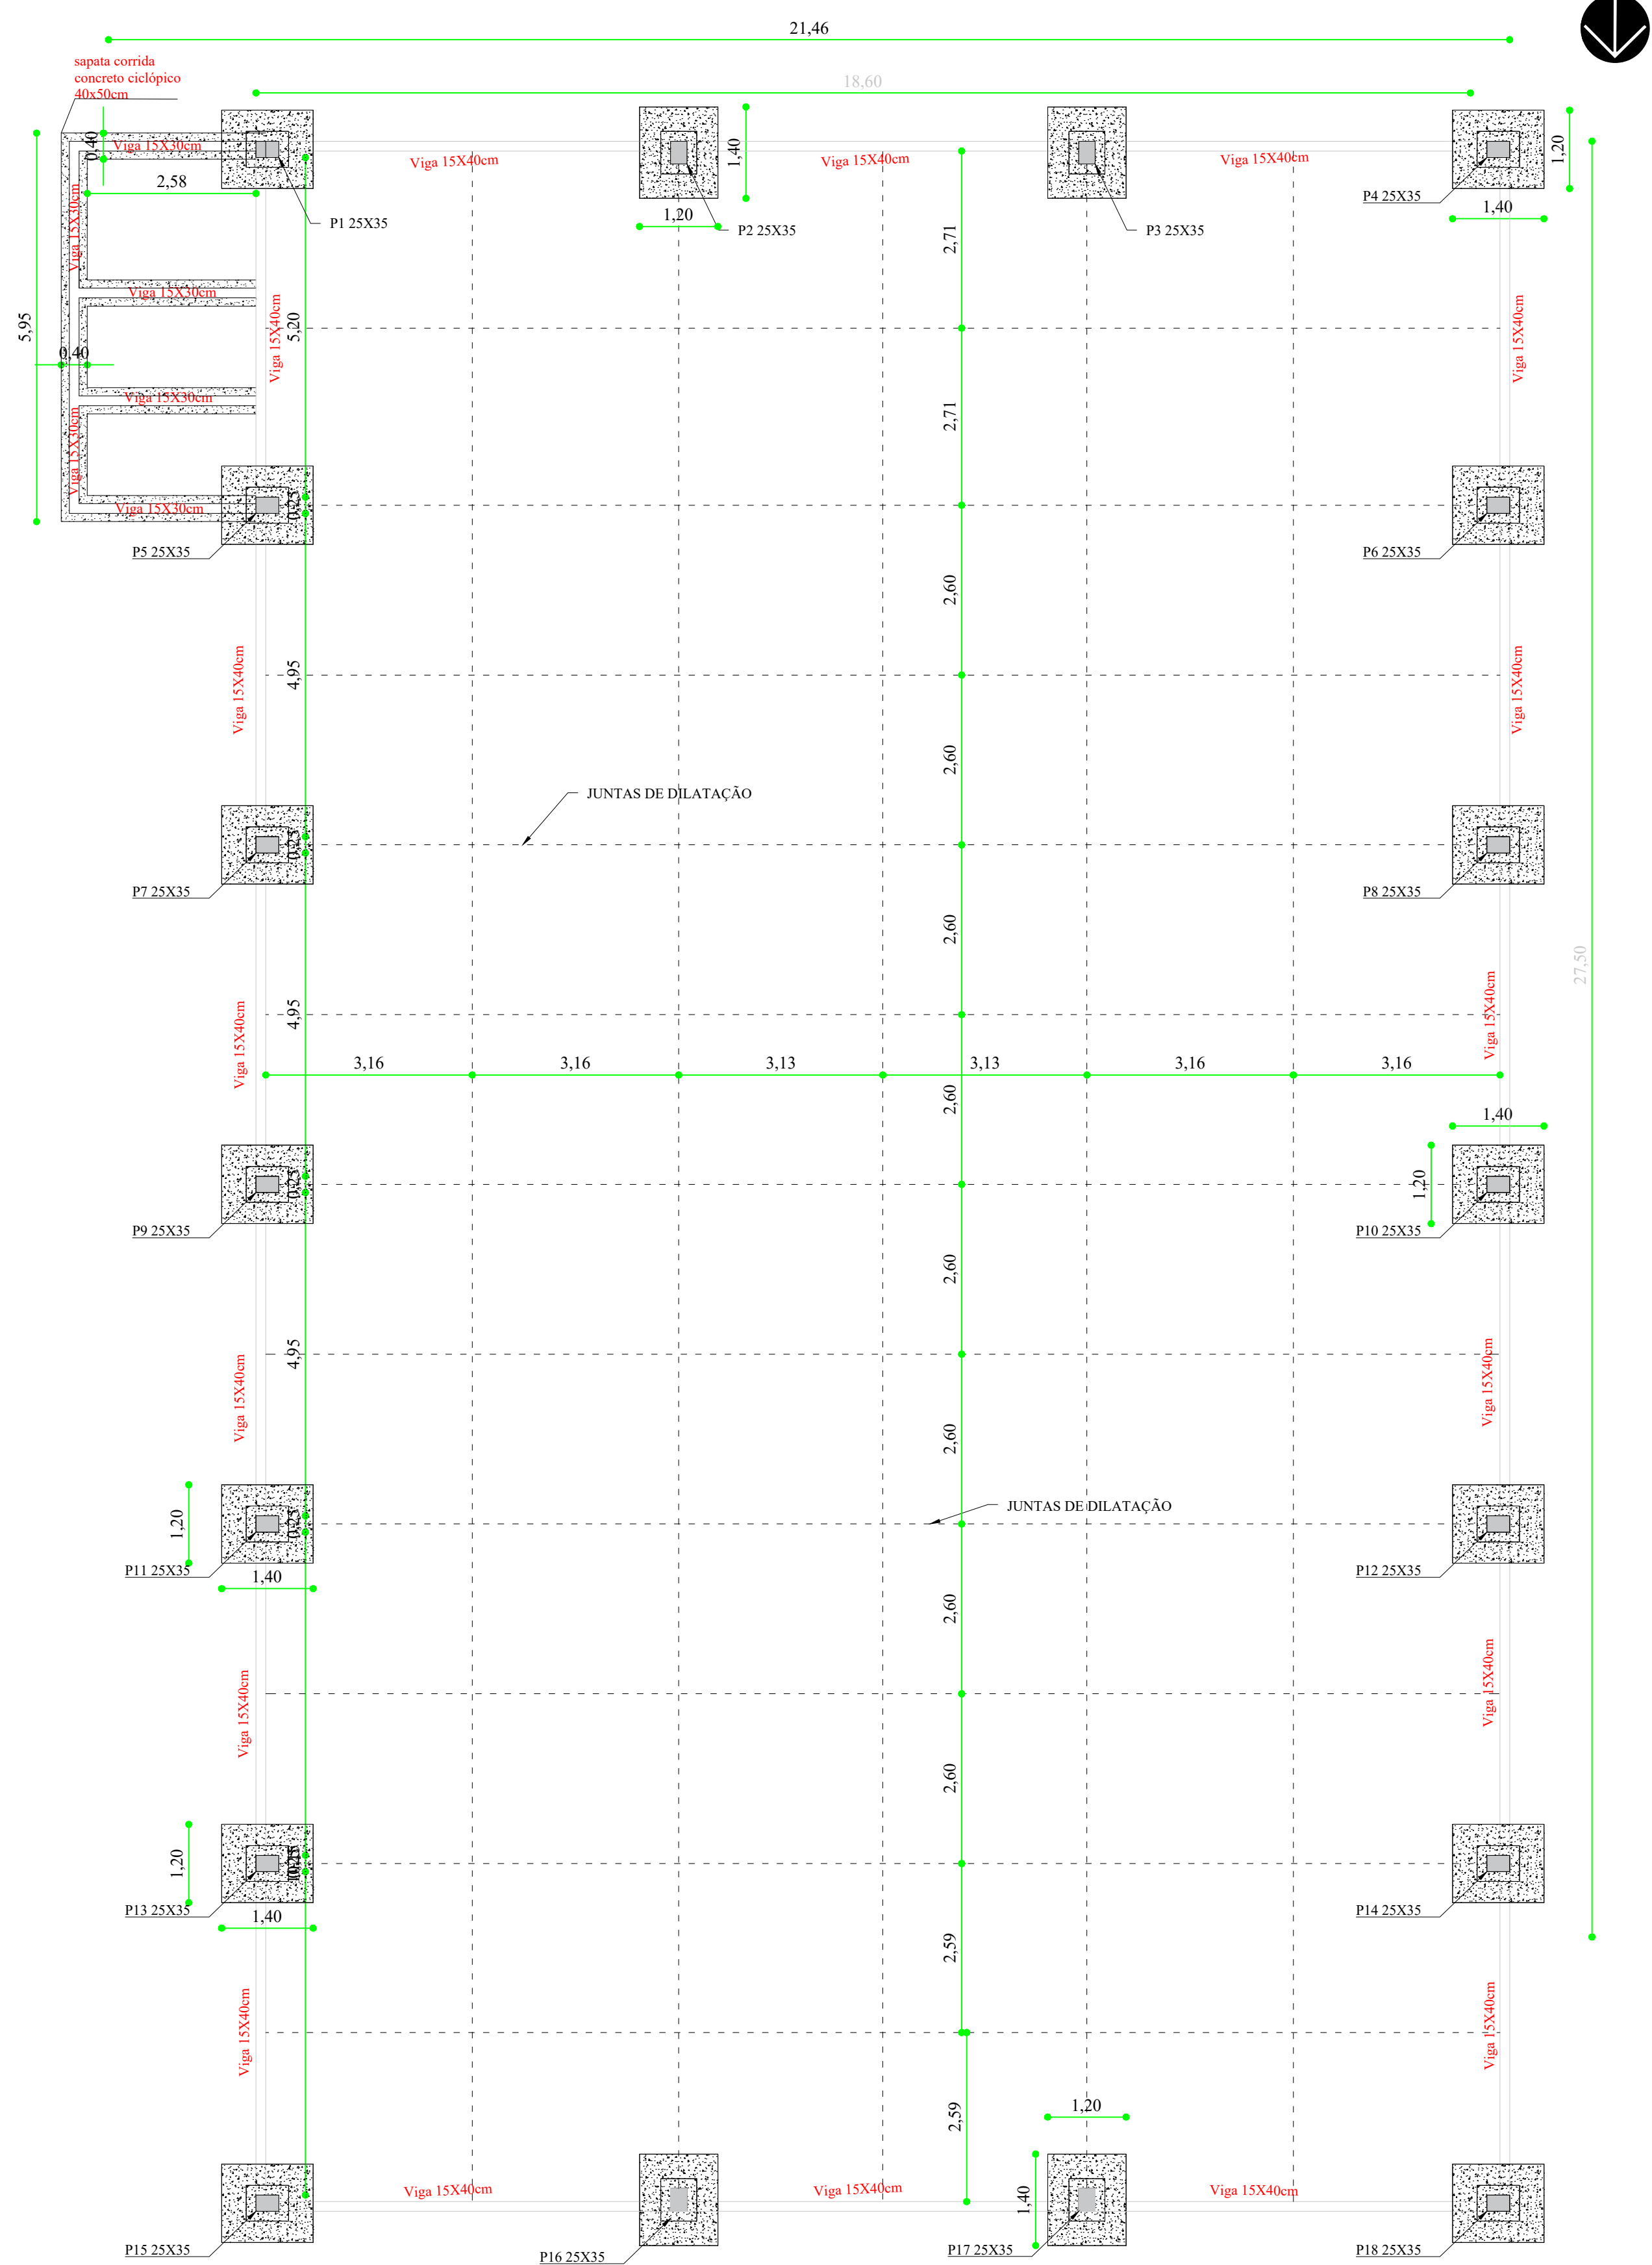 21,46
sapata corrida
concreto ciclópico
40x50cm
18,60
0,40
Viga 15X30cm
Viga 15X40cm
Viga 15X40cm
Viga 15X40cm
1,40
1,20
2,58
P1 25X35
1,20
P2 25X35
P3 25X35
P4 25X35
1,40
Viga 15X30cm
2,71
Viga 15X30cm
Viga 15X40cm
5,20
Viga 15X40cm
5,95
0,40
Viga 15X30cm
2,71
Viga 15X30cm
Viga 15X30cm
0,25
P5 25X35
P6 25X35
2,60
Viga 15X40cm
4,95
Viga 15X40cm
2,60
JUNTAS DE DILATAÇÃO
0,25
P7 25X35
P8 25X35
2,60
27,50
Viga 15X40cm
4,95
Viga 15X40cm
3,16
3,16
3,13
3,13
3,16
3,16
2,60
1,40
1,20
0,25
P9 25X35
P10 25X35
2,60
Viga 15X40cm
4,95
Viga 15X40cm
2,60
JUNTAS DE DILATAÇÃO
1,20
0,25
P11 25X35
P12 25X35
1,40
2,60
Viga 15X40cm
Viga 15X40cm
2,60
1,20
P13 25X35
P14 25X35
1,40
2,59
Viga 15X40cm
Viga 15X40cm
2,59
1,20
Viga 15X40cm
Viga 15X40cm
Viga 15X40cm
1,40
P15 25X35
P16 25X35
P17 25X35
P18 25X35